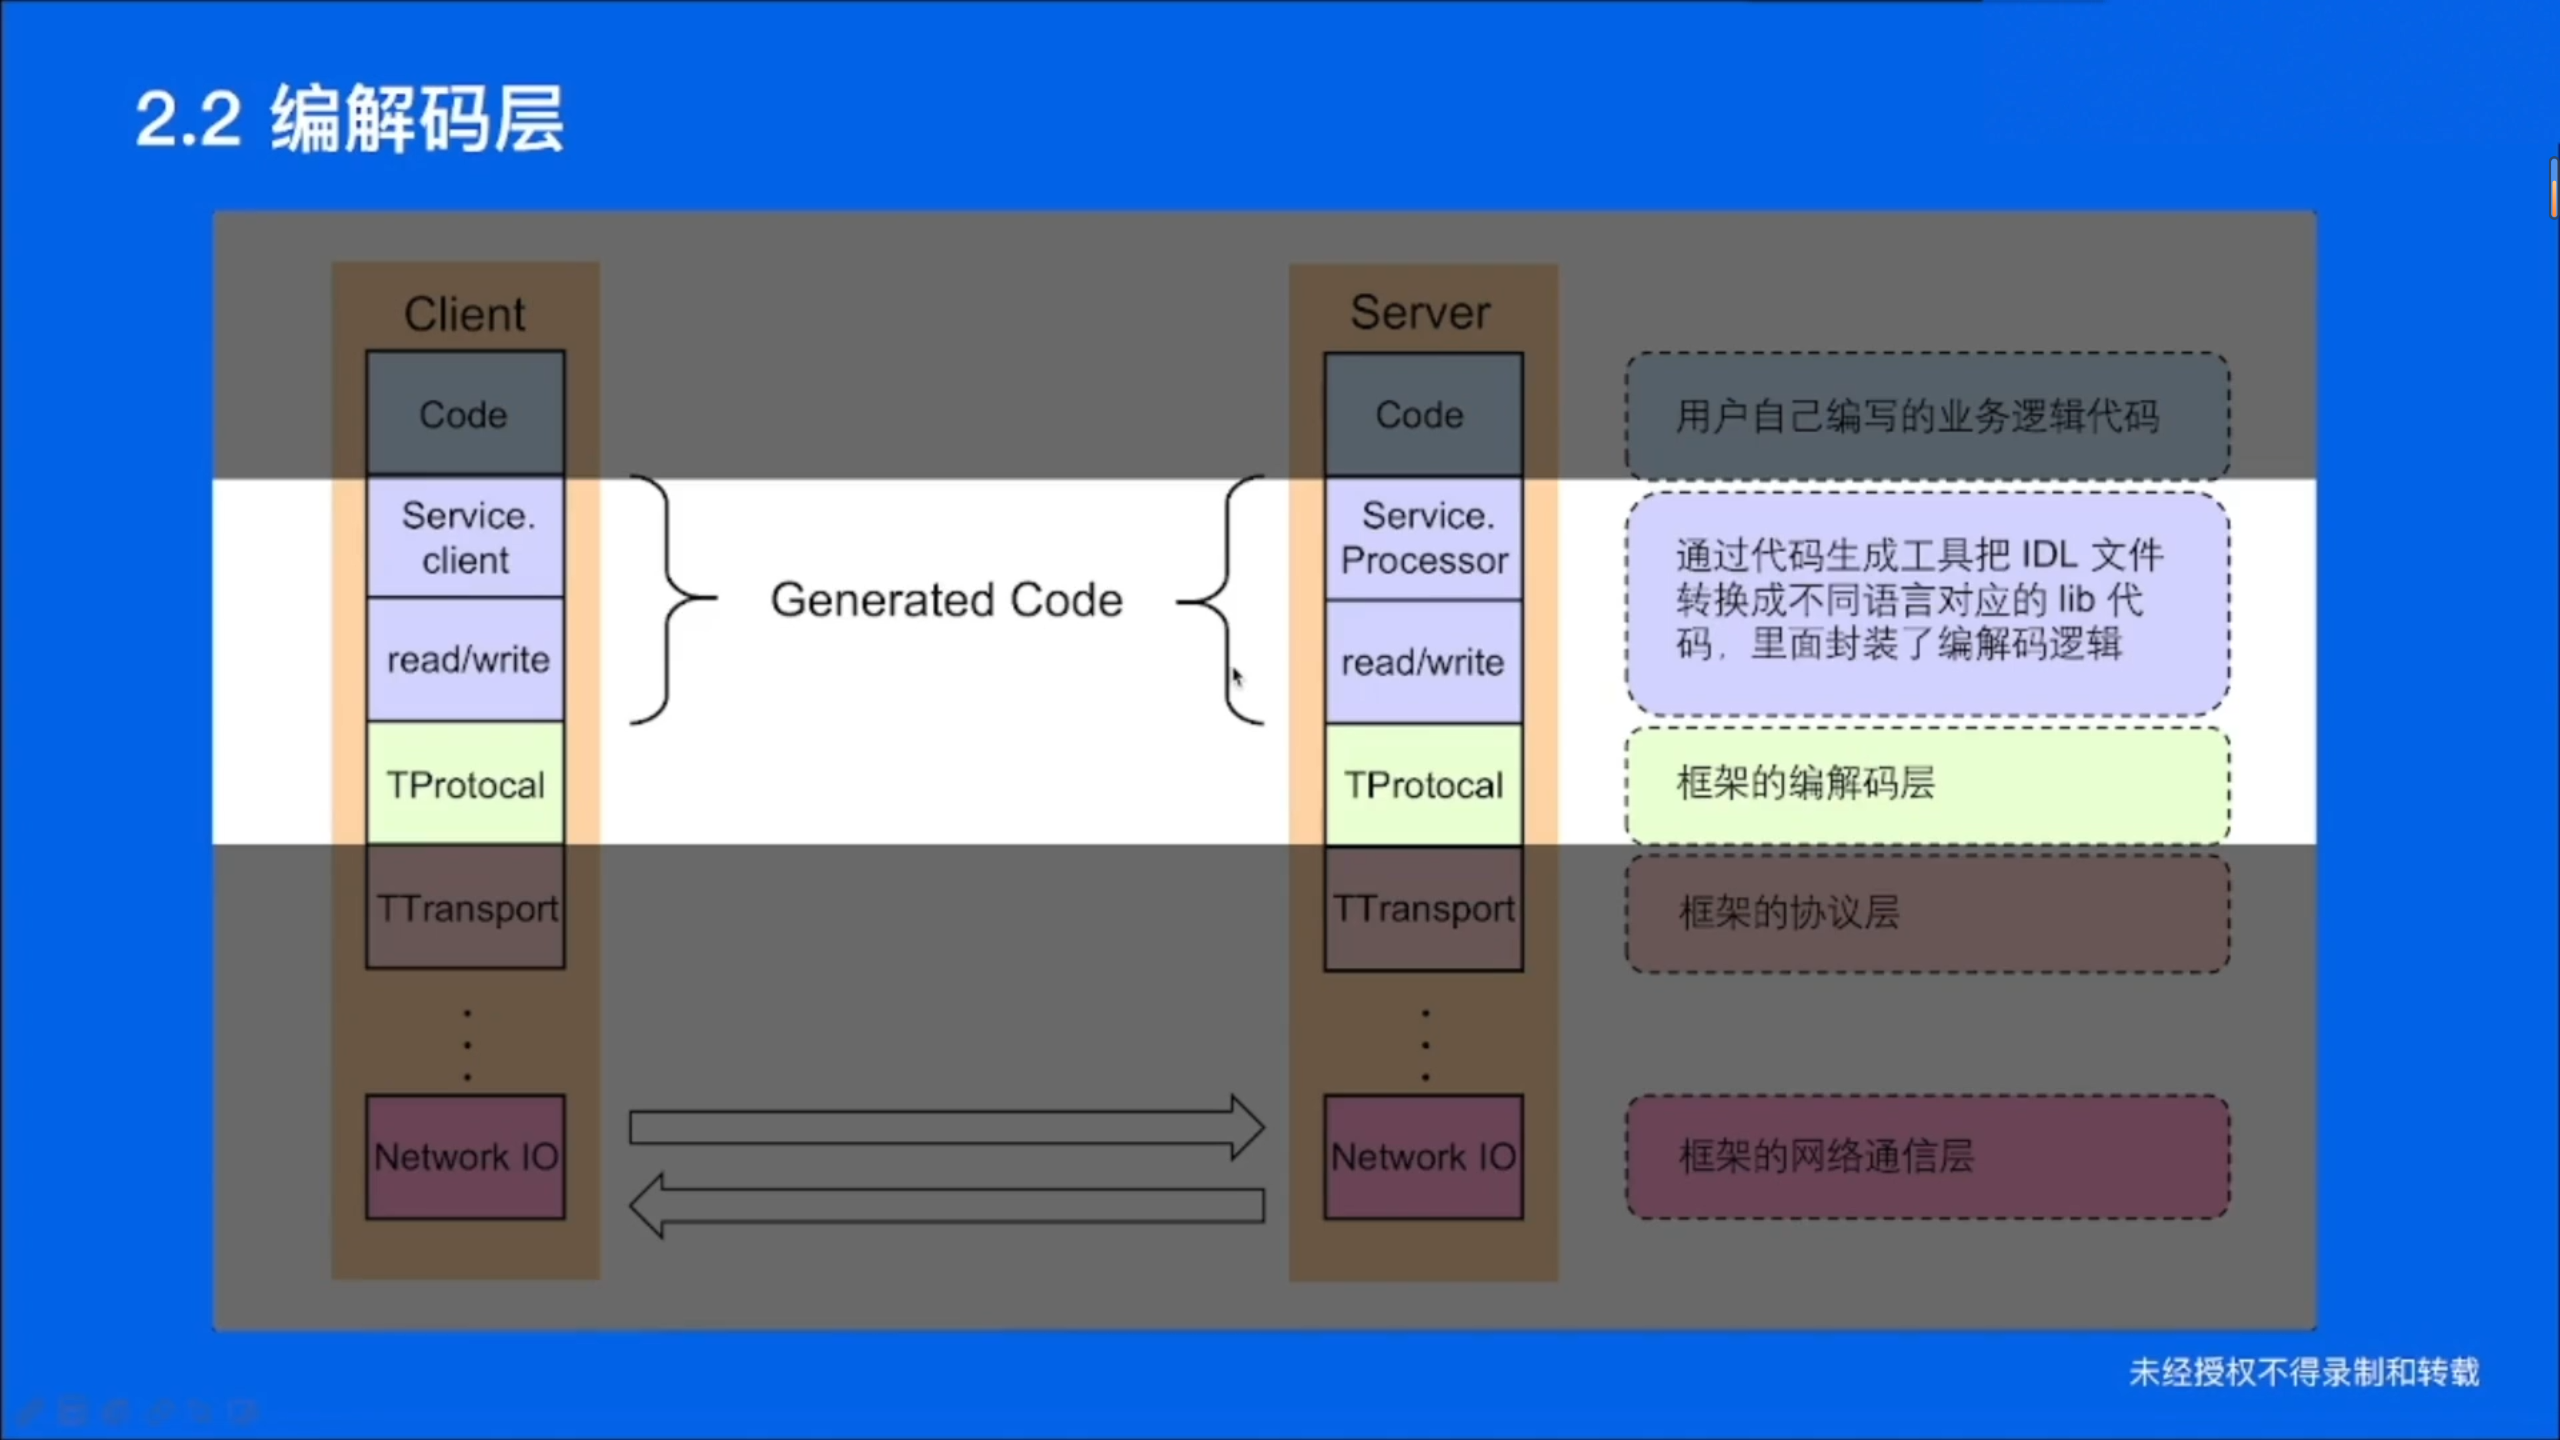 2.2 编解码层
Client
Server
Code
Code
用户自己编写的业务逻辑代码
Service.
client
Service.
Processor
通过代码生成工具把 IDL 文件
转换成不同语言对应的 lib 代
码，里面封装了编解码逻辑
Generated Code
read/write
read/write
TProtocal
TProtocal
框架的编解码层
TTransport
TTransport
框架的协议层
Network IO
Network IO
框架的网络通信层
未经授权不得录制和转载